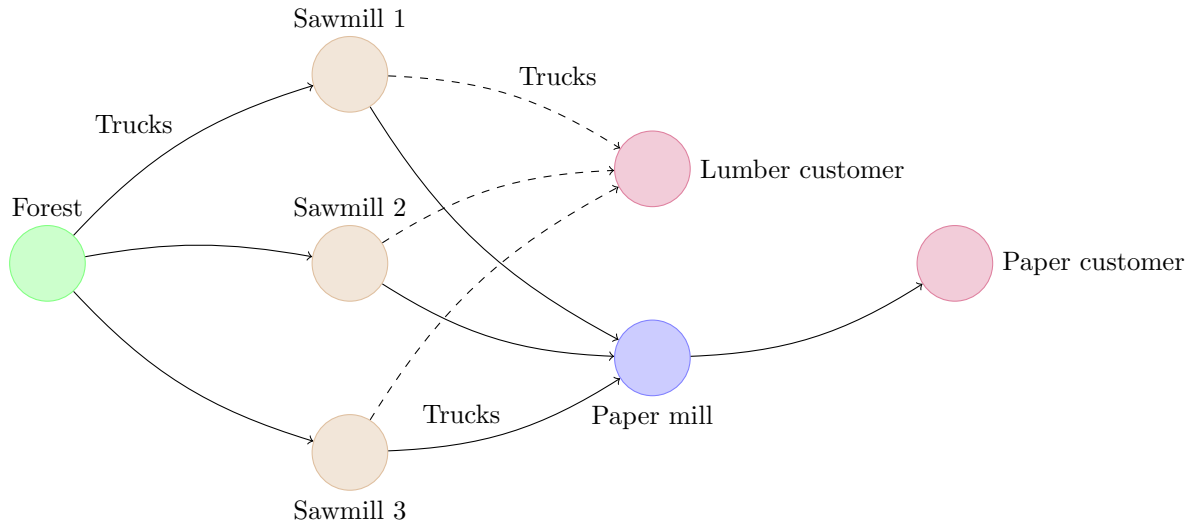 Sawmill 1
Trucks
Trucks
Lumber customer
Forest
Sawmill 2
Paper customer
Trucks
Paper mill
Sawmill 3